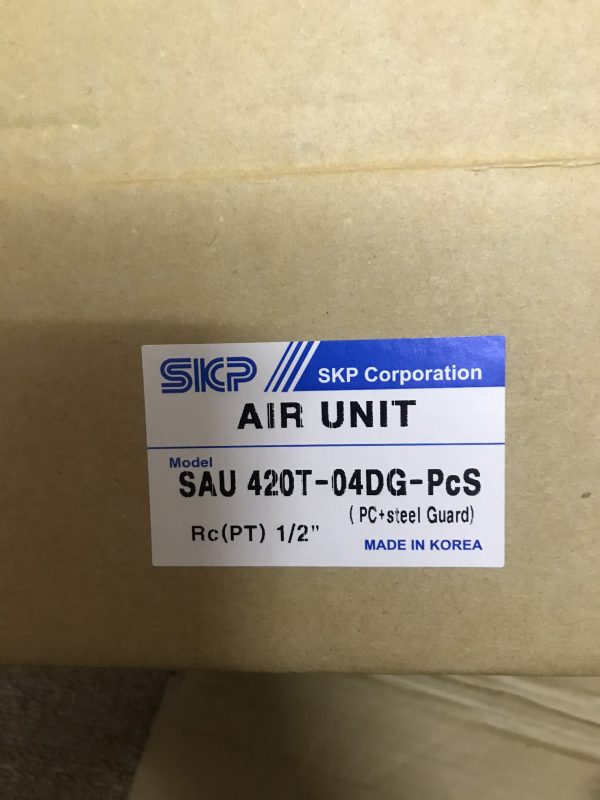 SKP
SKP Corporation
AIR UNIT
Model
SAU 420T-04DG-PcS
( PC+steel Guard)
Rc(PT) 1/2"
MADE IN KOREA